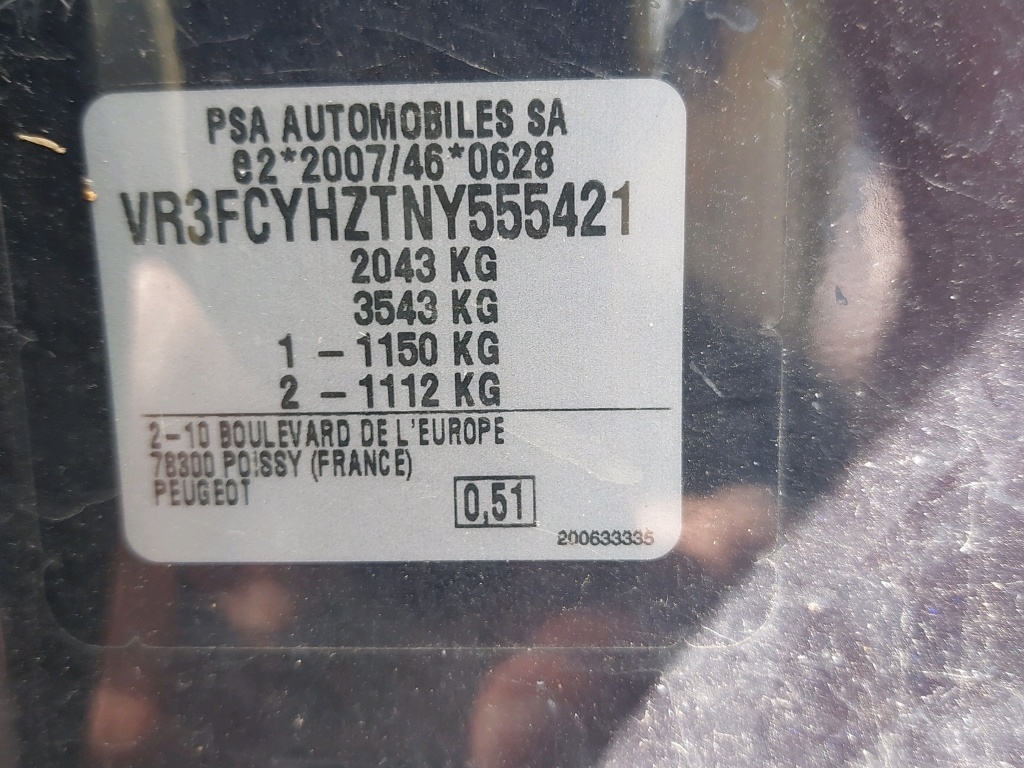 PSA AUTOMOBILES SA
e2*2007/46*0628
VR3FCYHZTNY555421
2043 KG
3543 KG
1 - 1150 KG
2 - 1112 KG
2-10 BOULEVARD DE L'EUROPE
78300 POISSY (FRANCE)
PEUGEOT
0,51
200633335